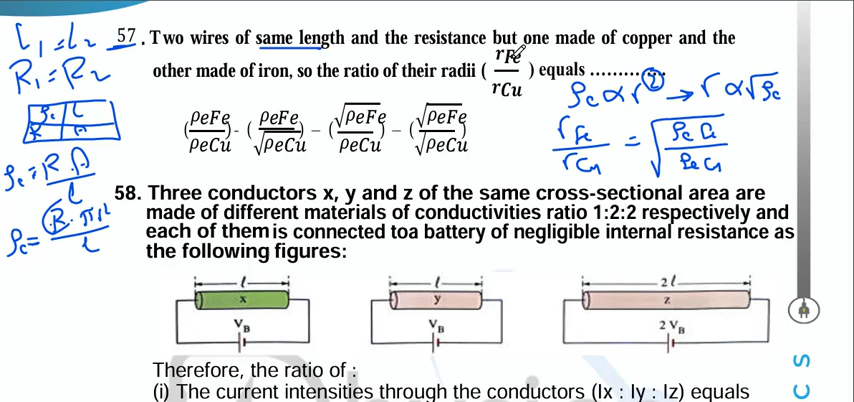 L₁ = L₂
57. Two wires of same length and the resistance but one made of copper and the
R₁ = R₂
other made of iron, so the ratio of their radii ( rFe / rCu ) equals ............
ρe ∝ r² → r ∝ √ρe
(ρeFe / ρeCu) - ( ρeFe / √ρeCu ) – ( √ρeFe / ρeCu ) – ( √ρeFe / √ρeCu )
rFe / rCu = √
ρe = R A / l
ρe = R. πr² / l
58. Three conductors x, y and z of the same cross-sectional area are
made of different materials of conductivities ratio 1:2:2 respectively and
each of them is connected toa battery of negligible internal resistance as
the following figures:
l l 2l
x y z
VB VB 2 VB
Therefore, the ratio of :
(i) The current intensities through the conductors (Ix : Iy : Iz) equals
C S